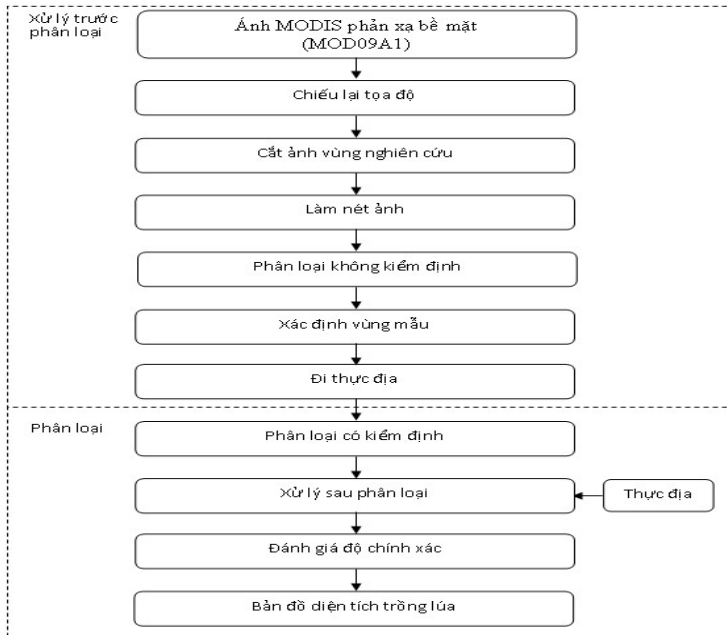 Xử lý trước
phân loại
Ảnh MODIS phản xạ bề mặt
(MOD09A1)
Chiếu lại tọa độ
Cắt ảnh vùng nghiên cứu
Làm nét ảnh
Phân loại không kiểm định
Xác định vùng mẫu
Đi thực địa
Phân loại
Phân loại có kiểm định
Xử lý sau phân loại
Thực địa
Đánh giá độ chính xác
Bản đồ diện tích trồng lúa